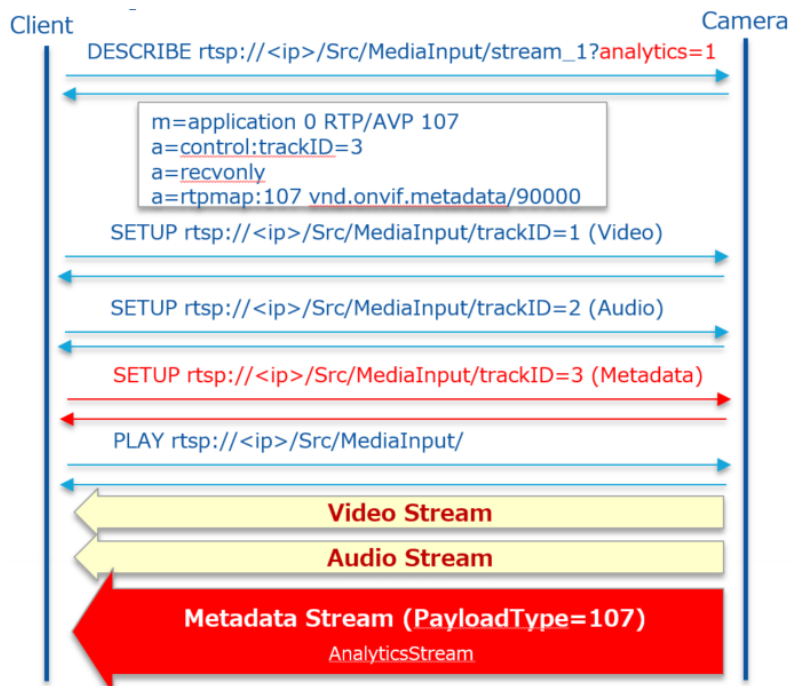 Client
Camera
DESCRIBE rtsp://<ip>/Src/MediaInput/stream_1?analytics=1
m=application 0 RTP/AVP 107
a=control:trackID=3
a=recvonly
a=rtpmap:107 vnd.onvif.metadata/90000
SETUP rtsp://<ip>/Src/MediaInput/trackID=1 (Video)
SETUP rtsp://<ip>/Src/MediaInput/trackID=2 (Audio)
SETUP rtsp://<ip>/Src/MediaInput/trackID=3 (Metadata)
PLAY rtsp://<ip>/Src/MediaInput/
Video Stream
Audio Stream
Metadata Stream (PayloadType=107)
AnalyticsStream